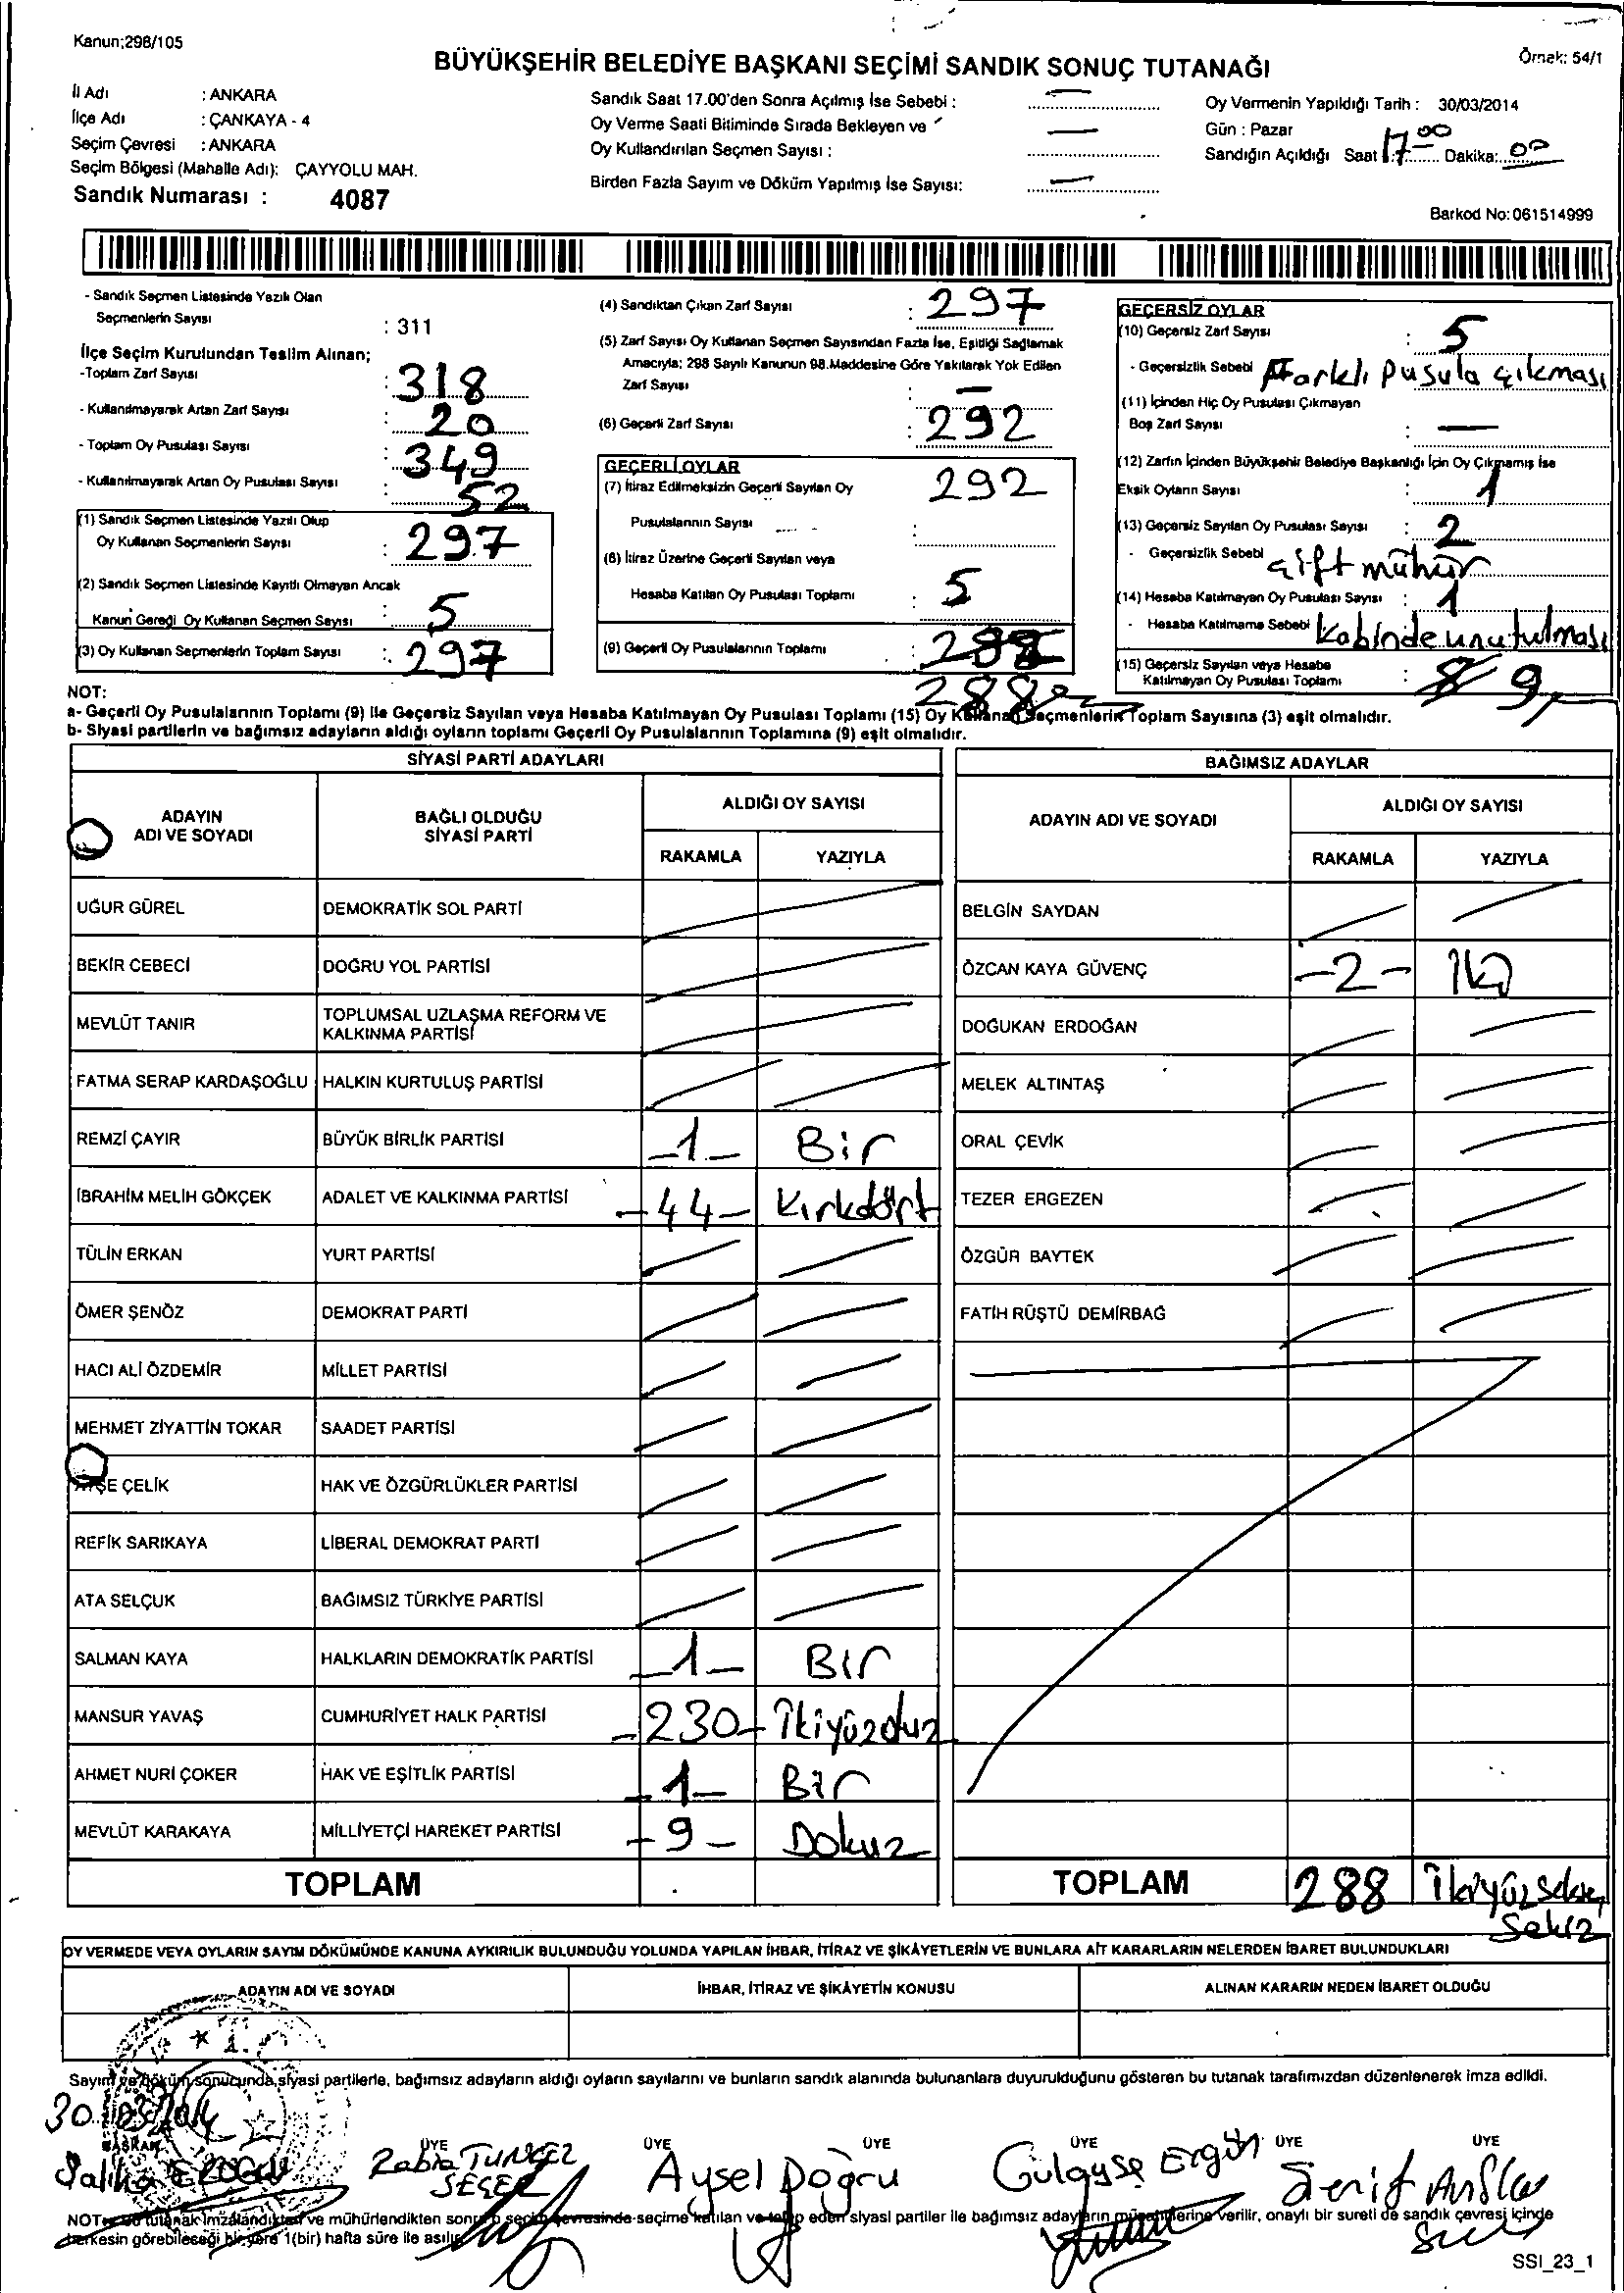 Kanun;298/105
BÜYÜKŞEHİR BELEDİYE BAŞKANI SEÇİMİ SANDIK SONUÇ TUTANAĞI
Örnek: 54/1
İl Adı : ANKARA
İlçe Adı : ÇANKAYA - 4
Seçim Çevresi : ANKARA
Seçim Bölgesi (Mahalle Adı): ÇAYYOLU MAH.
Sandık Numarası : 4087
Sandık Saat 17.00'den Sonra Açılmış İse Sebebi : —
Oy Verme Saati Bitiminde Sırada Bekleyen ve
Oy Kullandırılan Seçmen Sayısı : —
Birden Fazla Sayım ve Döküm Yapılmış İse Sayısı: —
Oy Vermenin Yapıldığı Tarih : 30/03/2014
Gün : Pazar
Sandığın Açıldığı Saat : 17 00 Dakika: 00
Barkod No: 061514999
- Sandık Seçmen Listesinde Yazılı Olan
Seçmenlerin Sayısı : 311
İlçe Seçim Kurulundan Teslim Alınan;
-Toplam Zarf Sayısı : 318
- Kullanılmayarak Artan Zarf Sayısı : 20
- Toplam Oy Pusulası Sayısı : 349
- Kullanılmayarak Artan Oy Pusulası Sayısı : 52
(1) Sandık Seçmen Listesinde Yazılı Olup
Oy Kullanan Seçmenlerin Sayısı : 297
(2) Sandık Seçmen Listesinde Kayıtlı Olmayan Ancak
Kanun Gereği Oy Kullanan Seçmen Sayısı : 5
(3) Oy Kullanan Seçmenlerin Toplam Sayısı : 297
(4) Sandıktan Çıkan Zarf Sayısı : 297
(5) Zarf Sayısı Oy Kullanan Seçmen Sayısından Fazla İse, Eşitliği Sağlamak
Amacıyla; 298 Sayılı Kanunun 98.Maddesine Göre Yakılarak Yok Edilen
Zarf Sayısı : —
(6) Geçerli Zarf Sayısı : 292
GEÇERLİ OYLAR
(7) İtiraz Edilmeksizin Geçerli Sayılan Oy 292
Pusulalarının Sayısı :
(8) İtiraz Üzerine Geçerli Sayılan veya
Hesaba Katılan Oy Pusulası Toplamı : 5
(9) Geçerli Oy Pusulalarının Toplamı :
288
GEÇERSİZ OYLAR
(10) Geçersiz Zarf Sayısı : 5
- Geçersizlik Sebebi Farklı pusula çıkması
(11) İçinden Hiç Oy Pusulası Çıkmayan
Boş Zarf Sayısı : —
(12) Zarfın İçinden Büyükşehir Belediye Başkanlığı İçin Oy Çıkmamış İse
Eksik Oyların Sayısı : 1
(13) Geçersiz Sayılan Oy Pusulası Sayısı : 2
- Geçersizlik Sebebi çift mühür
(14) Hesaba Katılmayan Oy Pusulası Sayısı : 1
- Hesaba Katılmama Sebebi Kabinde unutulması
(15) Geçersiz Sayılan veya Hesaba
Katılmayan Oy Pusulası Toplamı : 8 9
NOT:
a- Geçerli Oy Pusulalarının Toplamı (9) ile Geçersiz Sayılan veya Hesaba Katılmayan Oy Pusulası Toplamı (15) Oy Kullanan Seçmenlerin Toplam Sayısına (3) eşit olmalıdır.
b- Siyasi partilerin ve bağımsız adayların aldığı oyların toplamı Geçerli Oy Pusulalarının Toplamına (9) eşit olmalıdır.
SİYASİ PARTİ ADAYLARI
ADAYIN ADI VE SOYADI
BAĞLI OLDUĞU SİYASİ PARTİ
ALDIĞI OY SAYISI
RAKAMLA YAZIYLA
UĞUR GÜREL DEMOKRATİK SOL PARTİ
BEKİR CEBECİ DOĞRU YOL PARTİSİ
MEVLÜT TANIR TOPLUMSAL UZLAŞMA REFORM VE
KALKINMA PARTİSİ
FATMA SERAP KARDAŞOĞLU HALKIN KURTULUŞ PARTİSİ
REMZİ ÇAYIR BÜYÜK BİRLİK PARTİSİ -1- Bir
İBRAHİM MELİH GÖKÇEK ADALET VE KALKINMA PARTİSİ -44- Kırkdört
TÜLİN ERKAN YURT PARTİSİ
ÖMER ŞENÖZ DEMOKRAT PARTİ
HACI ALİ ÖZDEMİR MİLLET PARTİSİ
MEHMET ZİYATTİN TOKAR SAADET PARTİSİ
ÇELİK HAK VE ÖZGÜRLÜKLER PARTİSİ
REFİK SARIKAYA LİBERAL DEMOKRAT PARTİ
ATA SELÇUK BAĞIMSIZ TÜRKİYE PARTİSİ
SALMAN KAYA HALKLARIN DEMOKRATİK PARTİSİ -1- Bir
MANSUR YAVAŞ CUMHURİYET HALK PARTİSİ -230- İkiyüzotuz
AHMET NURİ ÇOKER HAK VE EŞİTLİK PARTİSİ -1- Bir
MEVLÜT KARAKAYA MİLLİYETÇİ HAREKET PARTİSİ -9- Dokuz
TOPLAM
BAĞIMSIZ ADAYLAR
ADAYIN ADI VE SOYADI
ALDIĞI OY SAYISI
RAKAMLA YAZIYLA
BELGİN SAYDAN
ÖZCAN KAYA GÜVENÇ -2- İki
DOĞUKAN ERDOĞAN
MELEK ALTINTAŞ
ORAL ÇEVİK
TEZER ERGEZEN
ÖZGÜR BAYTEK
FATİH RÜŞTÜ DEMİRBAĞ
TOPLAM 288 İkiyüzseksen
Sekiz
OY VERMEDE VEYA OYLARIN SAYIM DÖKÜMÜNDE KANUNA AYKIRILIK BULUNDUĞU YOLUNDA YAPILAN İHBAR, İTİRAZ VE ŞİKÂYETLERİN VE BUNLARA AİT KARARLARIN NELERDEN İBARET BULUNDUKLARI
ADAYIN ADI VE SOYADI
İHBAR, İTİRAZ VE ŞİKÂYETİN KONUSU
ALINAN KARARIN NEDEN İBARET OLDUĞU
Sayım ve döküm sonucunda,siyasi partilerle, bağımsız adayların aldığı oyların sayılarını ve bunların sandık alanında bulunanlara duyurulduğunu gösteren bu tutanak tarafımızdan düzenlenerek imza edildi.
30/03/2014
BAŞKAN ÜYE ÜYE ÜYE ÜYE ÜYE ÜYE
Rabia TUNCEL Aysel Doğru Gülayşe Ergün Şerif Arslan
SEÇER
NOT: Bu tutanak imzalandıktan ve mühürlendikten sonra seçim çevresinde seçime katılan ve talep eden siyasi partiler ile bağımsız adayların müşahitlerine verilir, onaylı bir sureti de sandık çevresi içinde
herkesin görebileceği bir yere 1(bir) hafta süre ile asılır
SSI_23_1